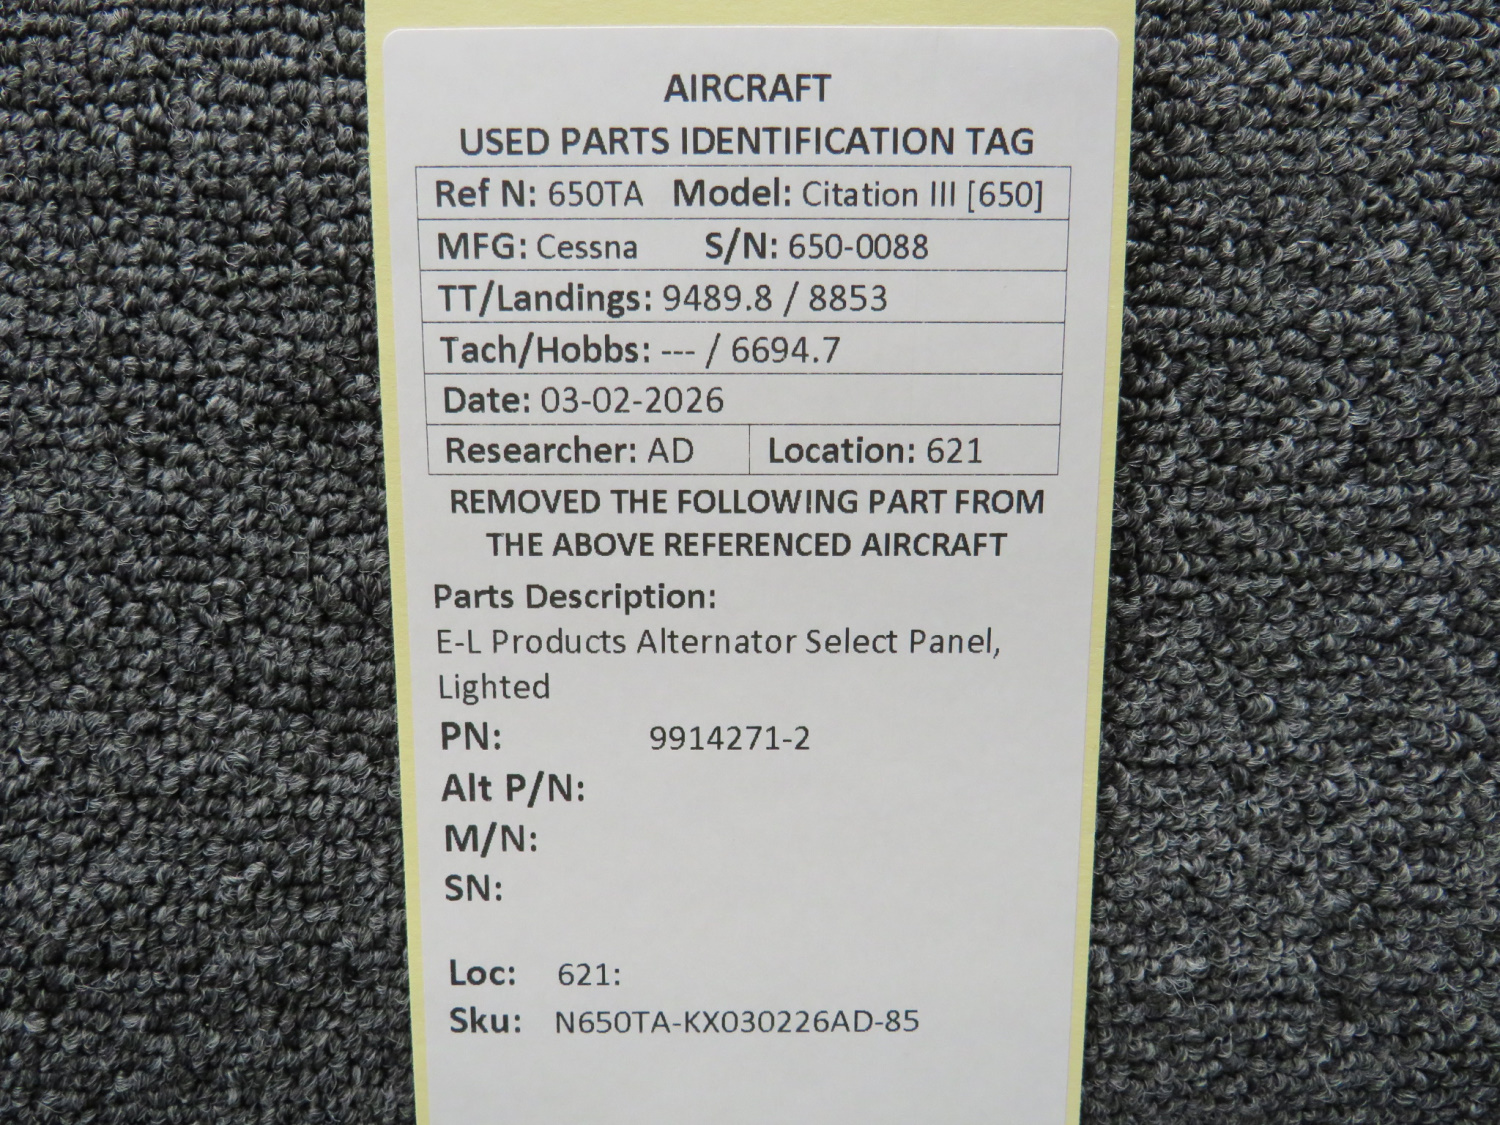 AIRCRAFT
USED PARTS IDENTIFICATION TAG
Ref N: 650TA Model: Citation III [650]
MFG: Cessna S/N: 650-0088
TT/Landings: 9489.8 / 8853
Tach/Hobbs: --- / 6694.7
Date: 03-02-2026
Researcher: AD Location: 621
REMOVED THE FOLLOWING PART FROM
THE ABOVE REFERENCED AIRCRAFT
Parts Description:
E-L Products Alternator Select Panel,
Lighted
PN: 9914271-2
Alt P/N:
M/N:
SN:
Loc: 621:
Sku: N650TA-KX030226AD-85